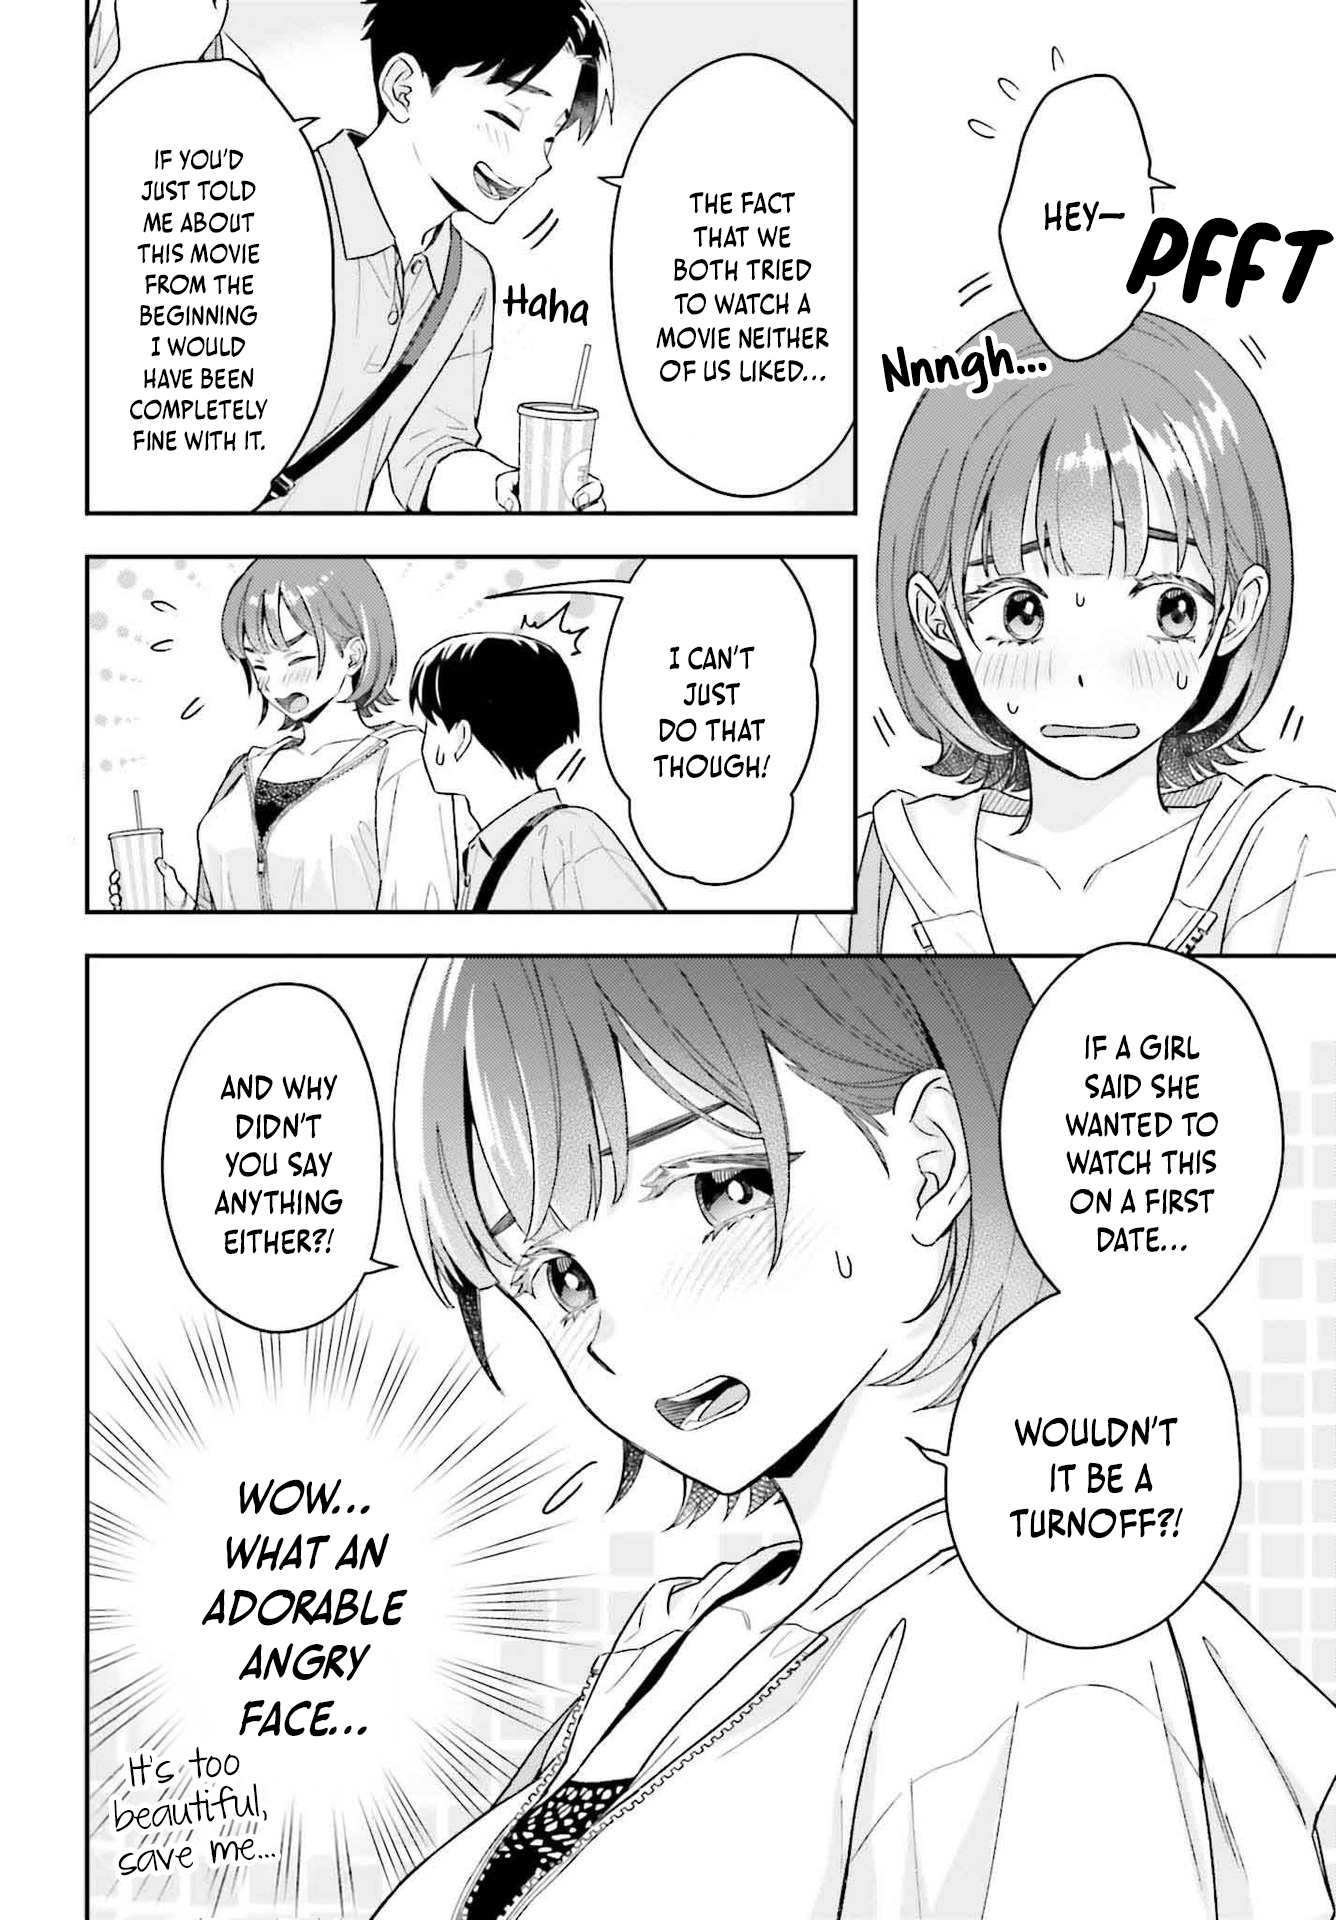 HEY—
PFFT
Nnngh...
THE FACT
THAT WE
BOTH TRIED
TO WATCH A
MOVIE NEITHER
OF US LIKED...
Haha
IF YOU'D
JUST TOLD
ME ABOUT
THIS MOVIE
FROM THE
BEGINNING
I WOULD
HAVE BEEN
COMPLETELY
FINE WITH IT.
I CAN'T
JUST
DO THAT
THOUGH!
IF A GIRL
SAID SHE
WANTED TO
WATCH THIS
ON A FIRST
DATE...
WOULDN'T
IT BE A
TURNOFF?!
AND WHY
DIDN'T
YOU SAY
ANYTHING
EITHER?!
WOW...
WHAT AN
ADORABLE
ANGRY
FACE...
It's too
beautiful,
save me...